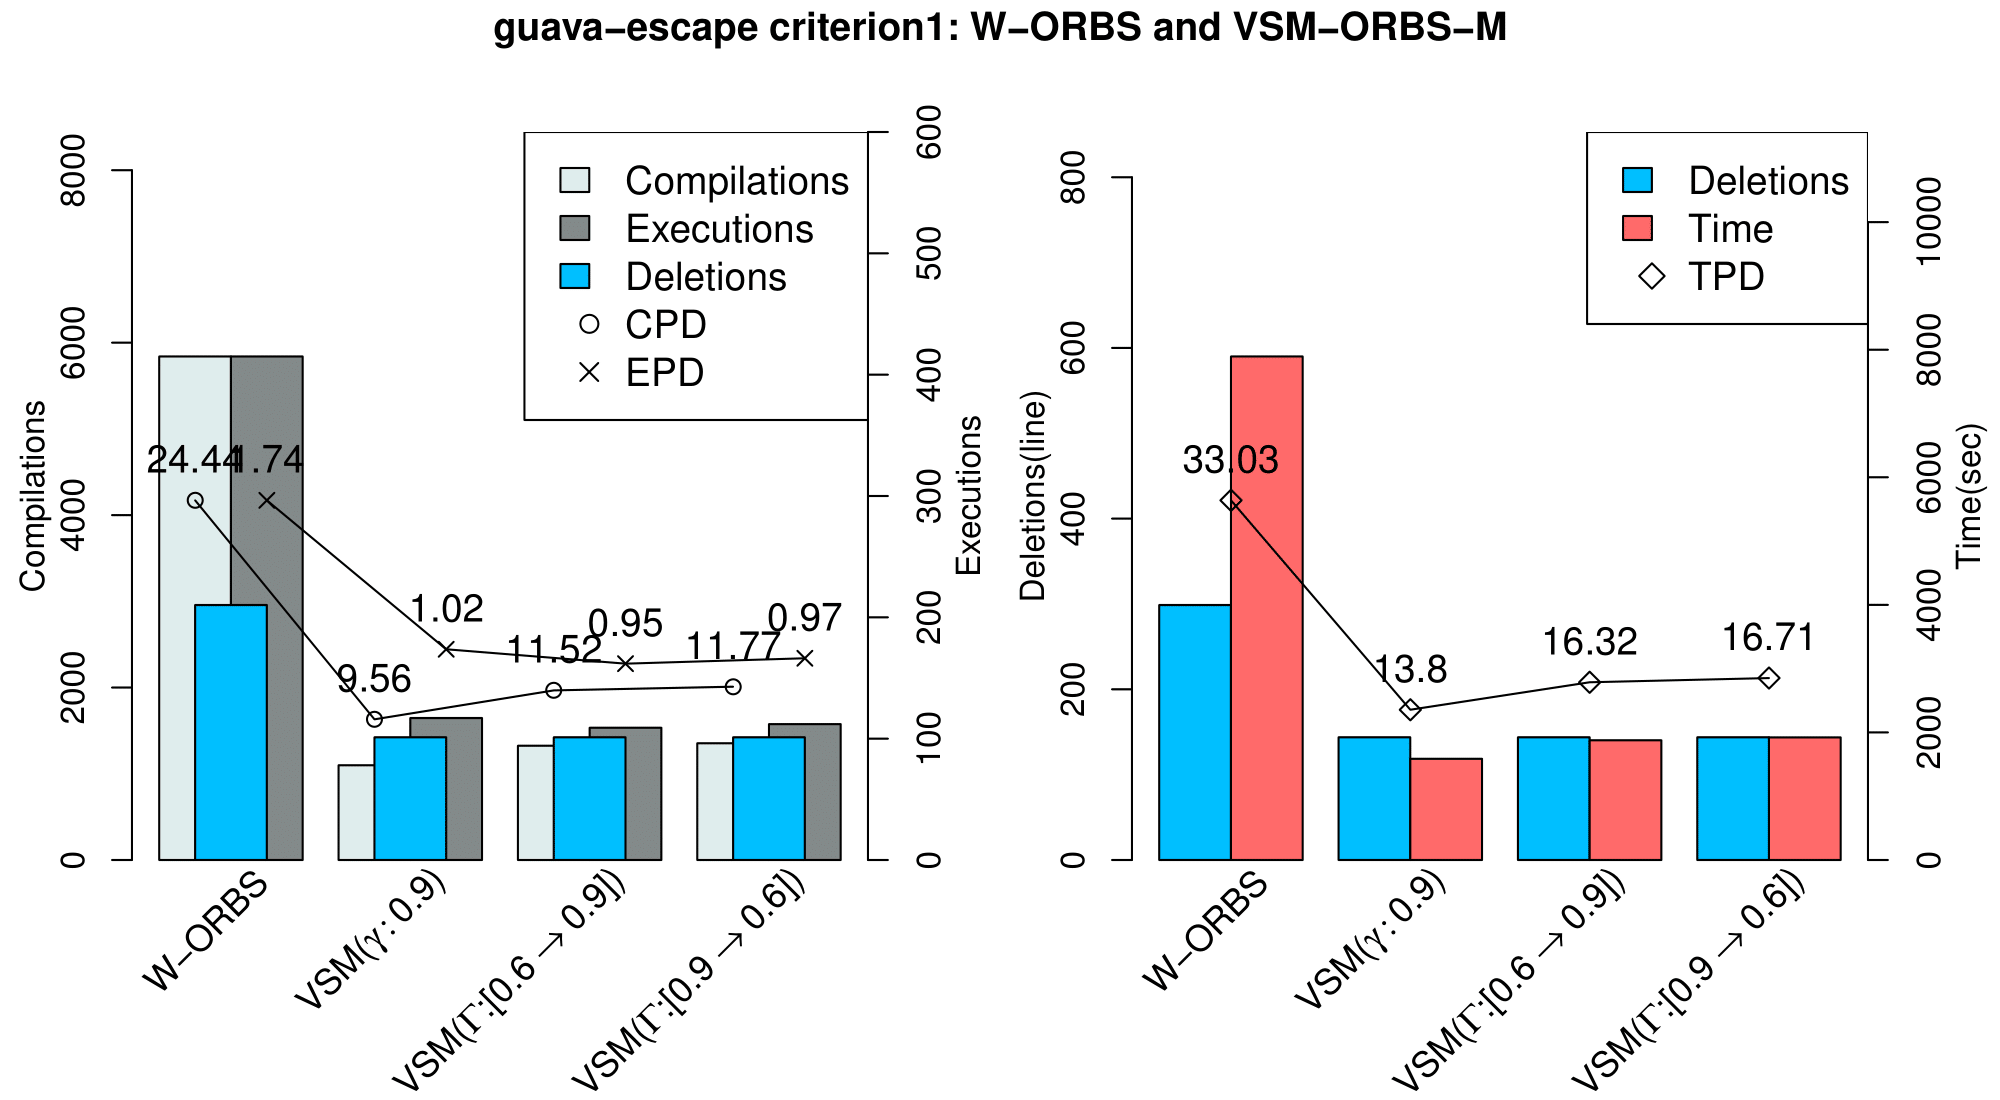 guava−escape criterion1: W−ORBS and VSM−ORBS−M
Compilations
0
2000
4000
6000
8000
Compilations
Executions
Deletions
CPD
EPD
24.44
1.74
9.56
1.02
11.52
0.95
11.77
0.97
0
100
200
300
400
500
600
Executions
W−ORBS
VSM(γ: 0.9)
VSM(Γ:[0.6 → 0.9])
VSM(Γ:[0.9 → 0.6])
Deletions(line)
0
200
400
600
800
Deletions
Time
TPD
33.03
13.8
16.32
16.71
0
2000
4000
6000
8000
10000
Time(sec)
W−ORBS
VSM(γ: 0.9)
VSM(Γ:[0.6 → 0.9])
VSM(Γ:[0.9 → 0.6])